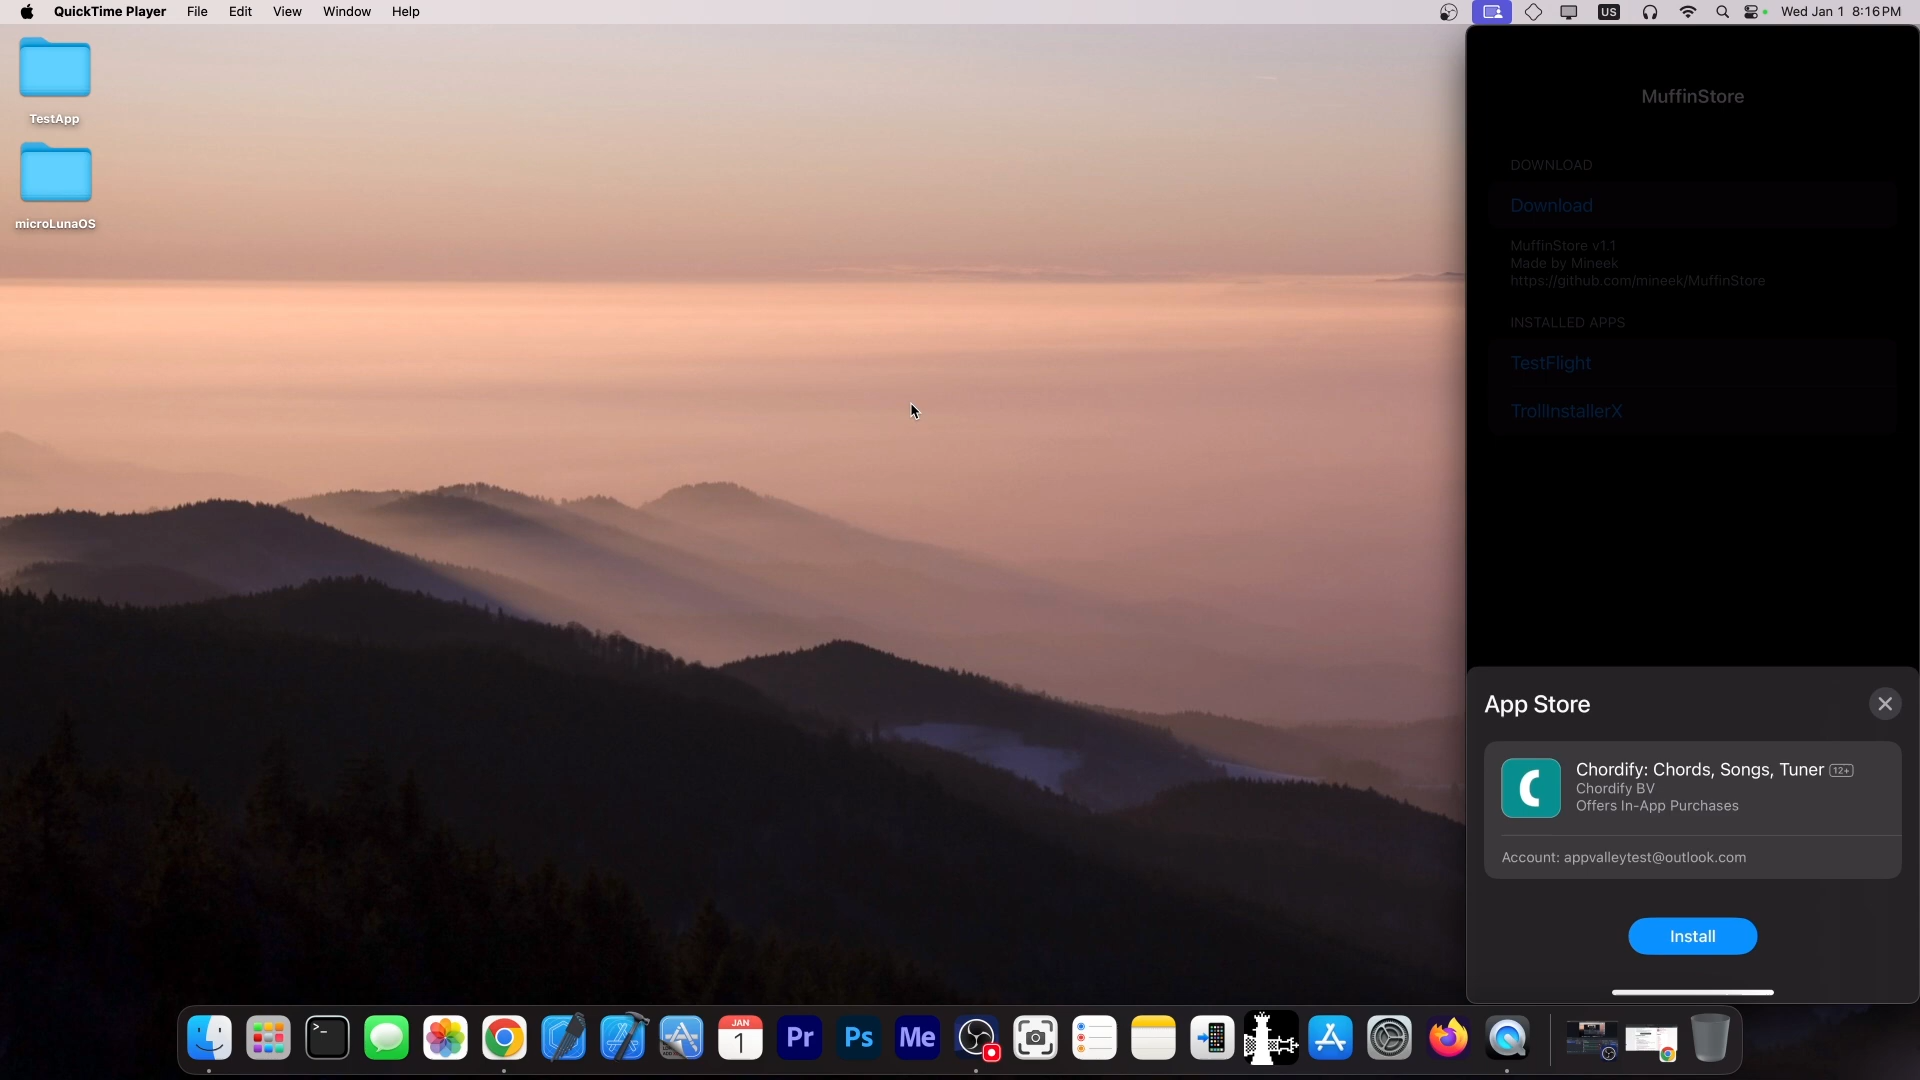 QuickTime Player File Edit View Window Help US Wed Jan 1 8:16 PM
TestApp
microLunaOS
MuffinStore
DOWNLOAD
Download
MuffinStore v1.1
Made by Mineek
https://github.com/mineek/MuffinStore
INSTALLED APPS
TestFlight
TrollInstallerX
App Store
Chordify: Chords, Songs, Tuner 12+
Chordify BV
Offers In-App Purchases
Account: appvalleytest@outlook.com
Install
>_
JAN
1
Pr
Ps
Me